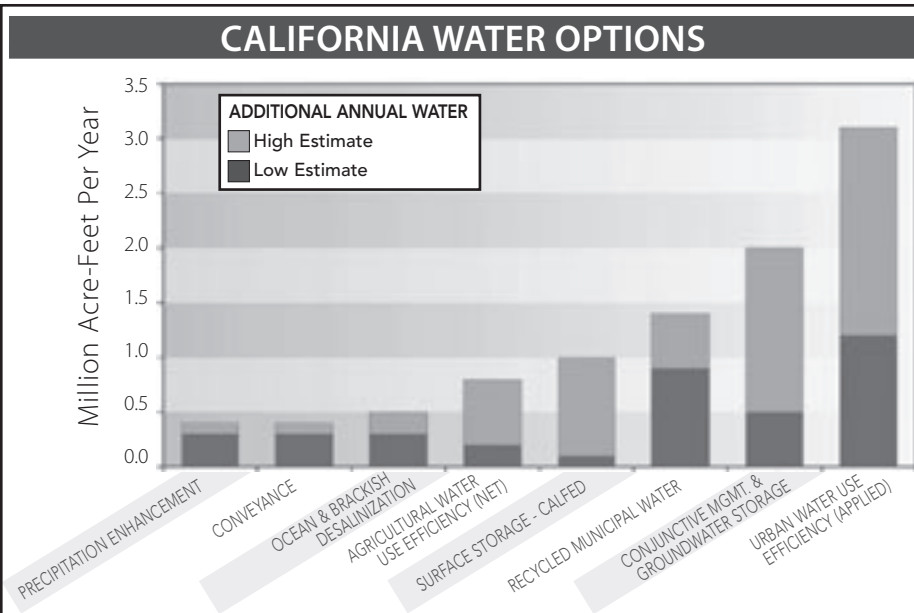 CALIFORNIA WATER OPTIONS
Million Acre-Feet Per Year
3.5
3.0
2.5
2.0
1.5
1.0
0.5
0.0
ADDITIONAL ANNUAL WATER
High Estimate
Low Estimate
PRECIPITATION ENHANCEMENT
CONVEYANCE
OCEAN & BRACKISH
DESALINIZATION
AGRICULTURAL WATER
USE EFFICIENCY (NET)
SURFACE STORAGE - CALFED
RECYCLED MUNICIPAL WATER
CONJUNCTIVE MGMT. &
GROUNDWATER STORAGE
URBAN WATER USE
EFFICIENCY (APPLIED)